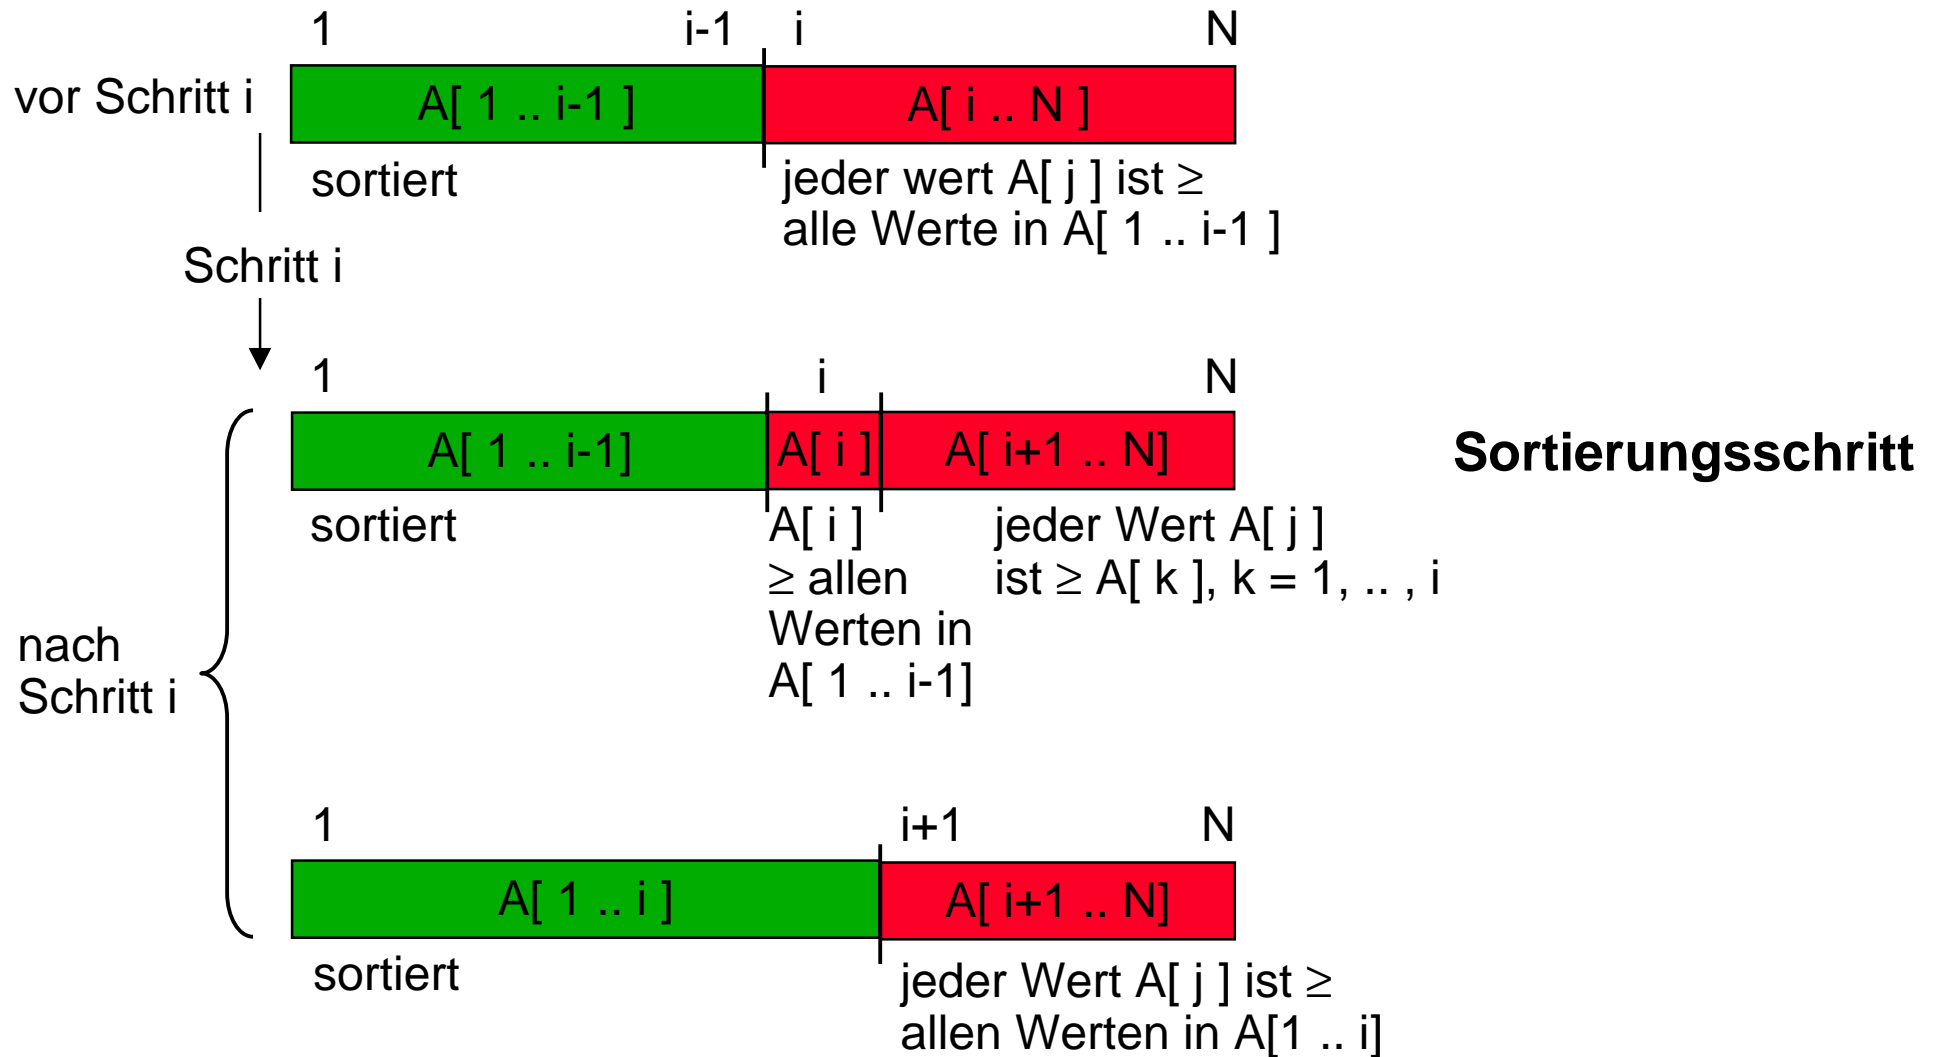 1 i-1 i N
vor Schritt i
A[ 1 .. i-1 ] A[ i .. N ]
sortiert
jeder wert A[ j ] ist ≥
alle Werte in A[ 1 .. i-1 ]
Schritt i
1 i N
A[ 1 .. i-1] A[ i ] A[ i+1 .. N]
Sortierungsschritt
sortiert
A[ i ]
≥ allen
Werten in
A[ 1 .. i-1]
jeder Wert A[ j ]
ist ≥ A[ k ], k = 1, .. , i
nach
Schritt i
1 i+1 N
A[ 1 .. i ] A[ i+1 .. N]
sortiert
jeder Wert A[ j ] ist ≥
allen Werten in A[1 .. i]